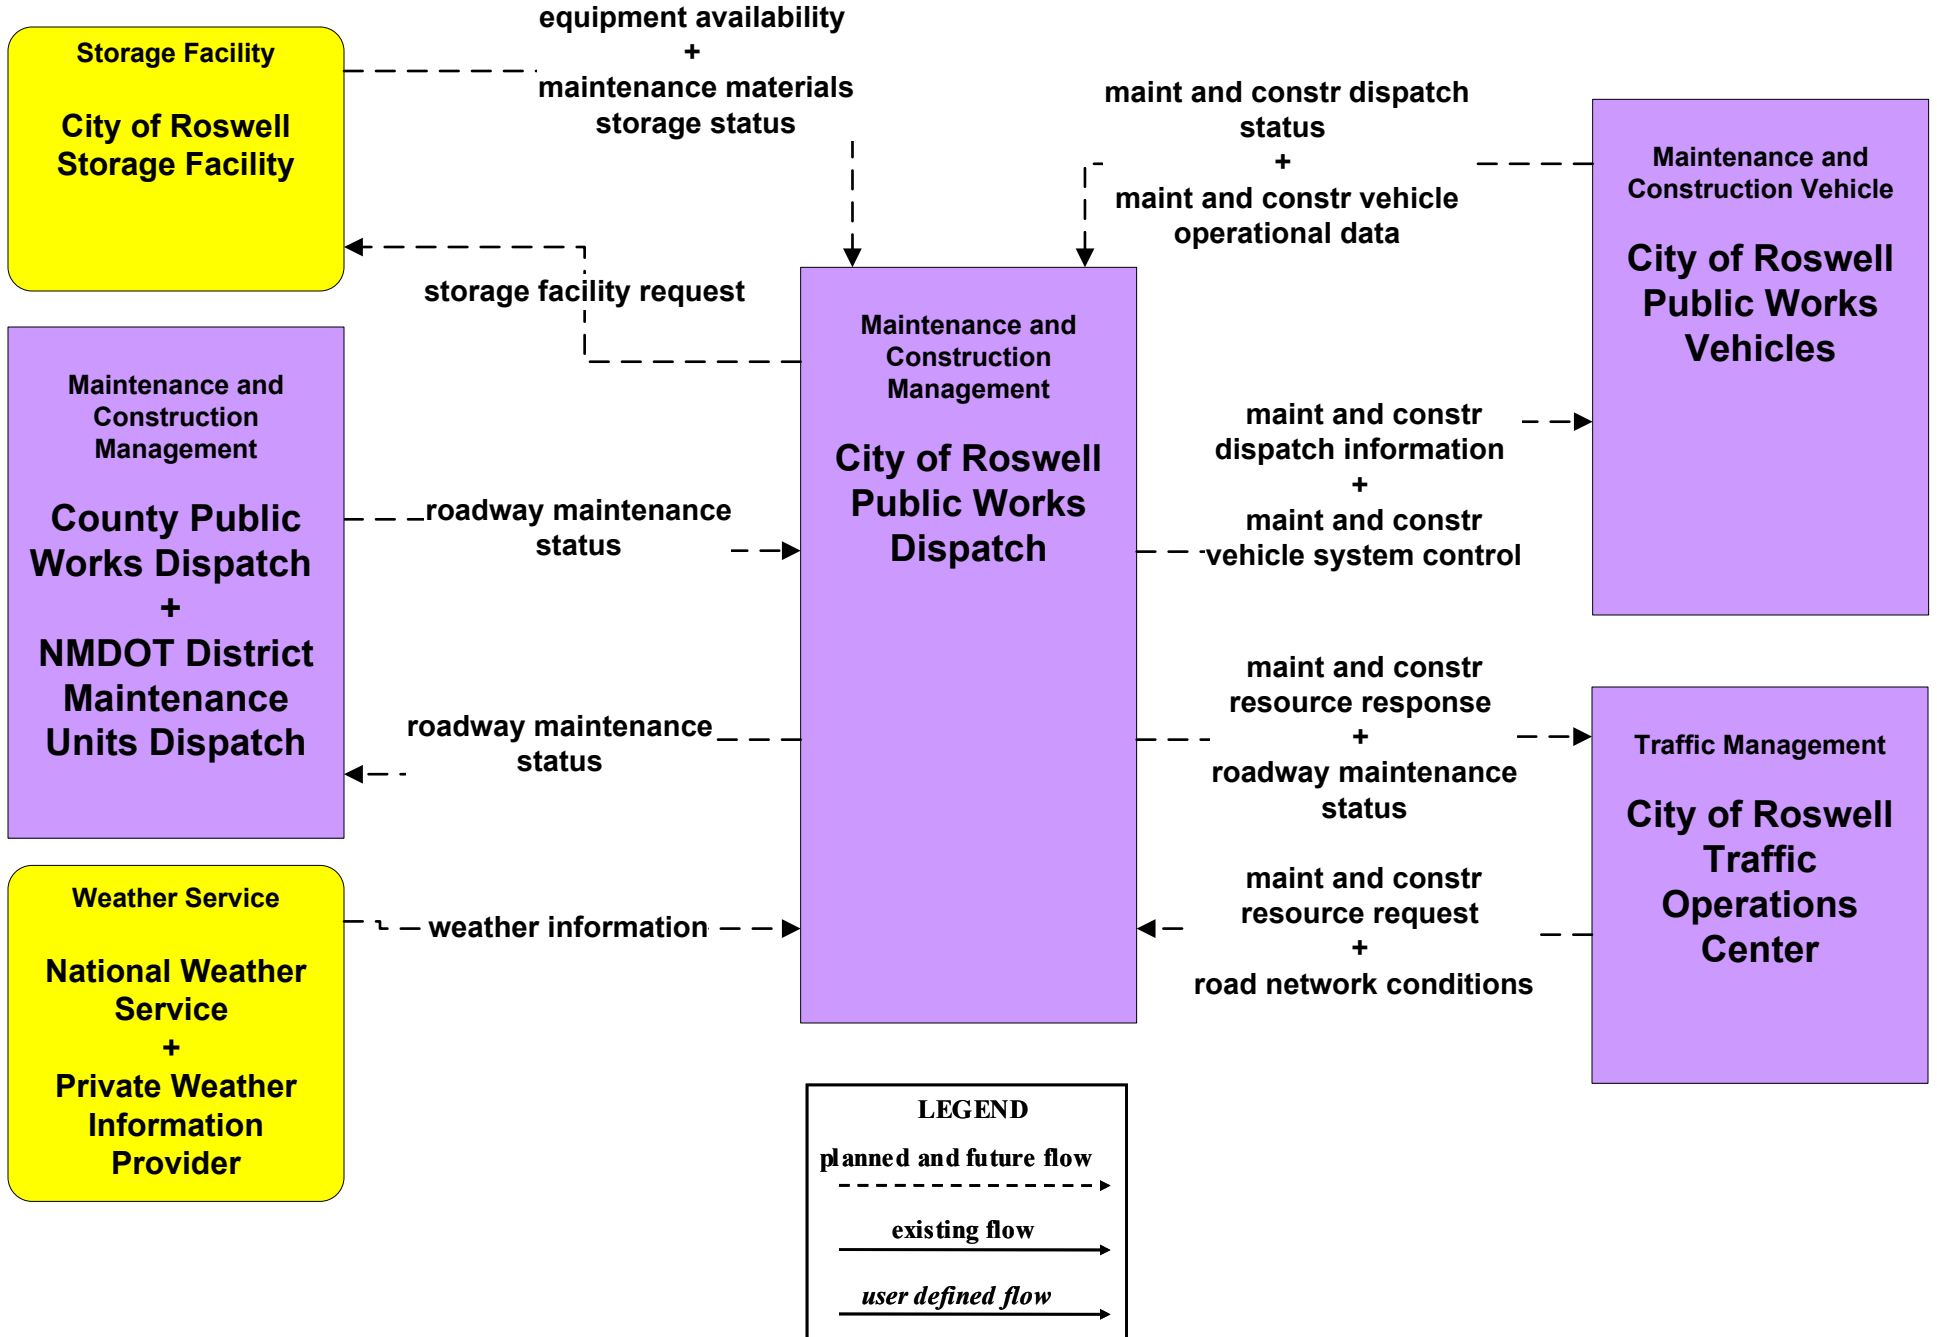 equipment availability
+
maintenance materials
storage status
Storage Facility
City of Roswell
Storage Facility
storage facility request
maint and constr dispatch
status
+
maint and constr vehicle
operational data
Maintenance and
Construction Vehicle
City of Roswell
Public Works
Vehicles
Maintenance and
Construction
Management
County Public
Works Dispatch
+
NMDOT District
Maintenance
Units Dispatch
roadway maintenance
status
roadway maintenance
status
Maintenance and
Construction
Management
City of Roswell
Public Works
Dispatch
maint and constr
dispatch information
+
maint and constr
vehicle system control
maint and constr
resource response
+
roadway maintenance
status
Traffic Management
City of Roswell
Traffic
Operations
Center
maint and constr
resource request
+
road network conditions
Weather Service
National Weather
Service
+
Private Weather
Information
Provider
weather information
LEGEND
planned and future flow
existing flow
user defined flow